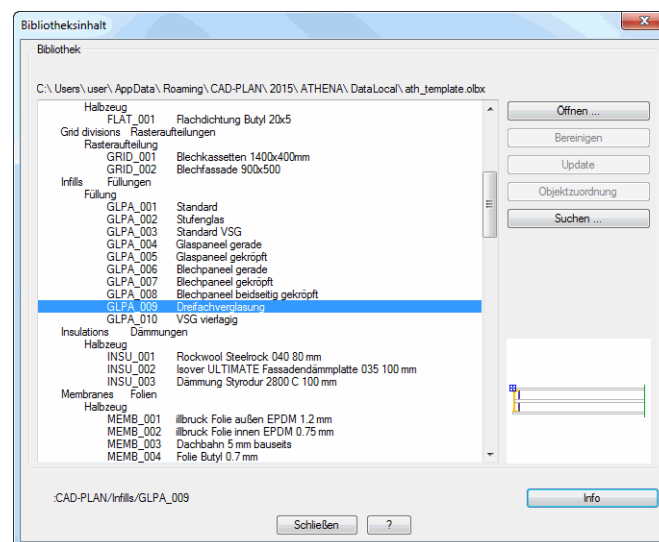 Bibliotheksinhalt
Bibliothek
C:\ Users\ user\ AppData\ Roaming\ CAD-PLAN\ 2015\ ATHENA\ DataLocal\ ath_template.olbx
Halbzeug
FLAT_001 Flachdichtung Butyl 20x5
Grid divisions Rasteraufteilungen
Rasteraufteilung
GRID_001 Blechkassetten 1400x400mm
GRID_002 Blechfassade 900x500
Infills Füllungen
Füllung
GLPA_001 Standard
GLPA_002 Stufenglas
GLPA_003 Standard VSG
GLPA_004 Glaspaneel gerade
GLPA_005 Glaspaneel gekröpft
GLPA_006 Blechpaneel gerade
GLPA_007 Blechpaneel gekröpft
GLPA_008 Blechpaneel beidseitig gekröpft
GLPA_009 Dreifachverglasung
GLPA_010 VSG vierlagig
Insulations Dämmungen
Halbzeug
INSU_001 Rockwool Steelrock 040 80 mm
INSU_002 Isover ULTIMATE Fassadendämmplatte 035 100 mm
INSU_003 Dämmung Styrodur 2800 C 100 mm
Membranes Folien
Halbzeug
MEMB_001 illbruck Folie außen EPDM 1.2 mm
MEMB_002 illbruck Folie innen EPDM 0.75 mm
MEMB_003 Dachbahn 5 mm bauseits
MEMB_004 Folie Butyl 0.7 mm
Öffnen ...
Bereinigen
Update
Objektzuordnung
Suchen ...
:CAD-PLAN/Infills/GLPA_009
Info
Schließen
?